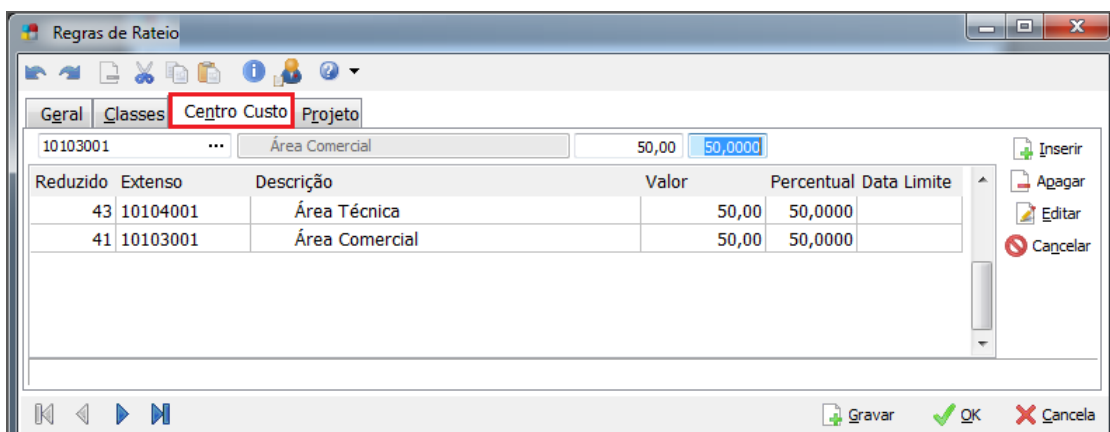 Regras de Rateio
Geral Classes Centro Custo Projeto
10103001 ... Área Comercial 50,00 50,0000 Inserir
Reduzido Extenso Descrição Valor Percentual Data Limite Apagar
43 10104001 Área Técnica 50,00 50,0000 Editar
41 10103001 Área Comercial 50,00 50,0000 Cancelar
Gravar OK Cancela